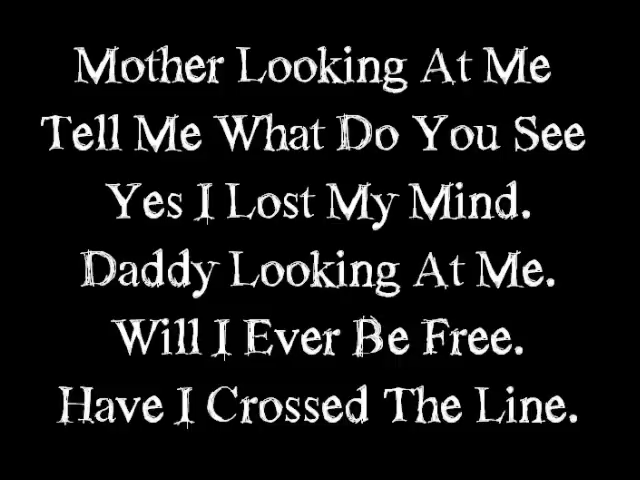 Mother Looking At Me
Tell Me What Do You See
Yes I Lost My Mind.
Daddy Looking At Me.
Will I Ever Be Free.
Have I Crossed The Line.